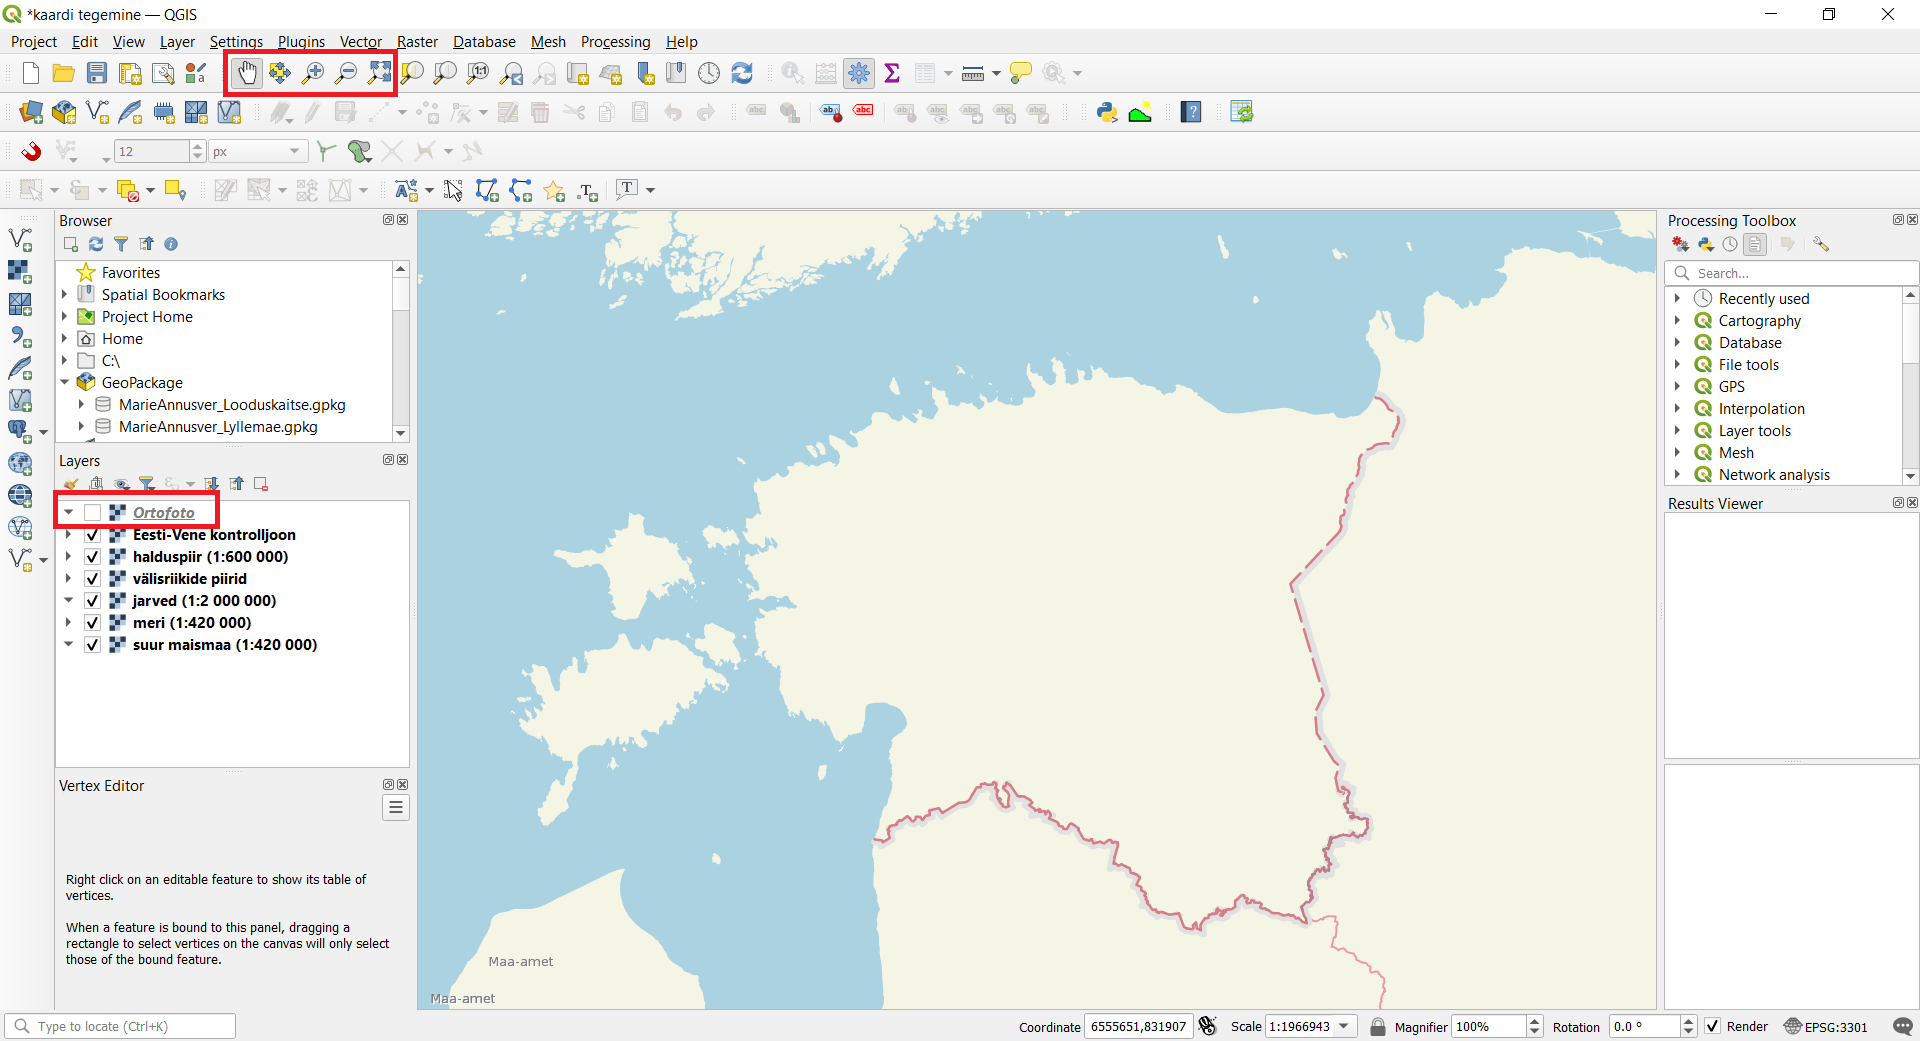 *kaardi tegemine — QGIS
Project Edit View Layer Settings Plugins Vector Raster Database Mesh Processing Help
12 px
Browser
Favorites
Spatial Bookmarks
Project Home
Home
C:\
GeoPackage
MarieAnnusver_Looduskaitse.gpkg
MarieAnnusver_Lyllemae.gpkg
Layers
Ortofoto
Eesti-Vene kontrolljoon
halduspiir (1:600 000)
välisriikide piirid
jarved (1:2 000 000)
meri (1:420 000)
suur maismaa (1:420 000)
Vertex Editor
Right click on an editable feature to show its table of
vertices.
When a feature is bound to this panel, dragging a
rectangle to select vertices on the canvas will only select
those of the bound feature.
Maa-amet
Maa-amet
Processing Toolbox
Search...
Recently used
Cartography
Database
File tools
GPS
Interpolation
Layer tools
Mesh
Network analysis
Results Viewer
Type to locate (Ctrl+K)
Coordinate 6555651,831907 Scale 1:1966943 Magnifier 100% Rotation 0.0 ° Render EPSG:3301